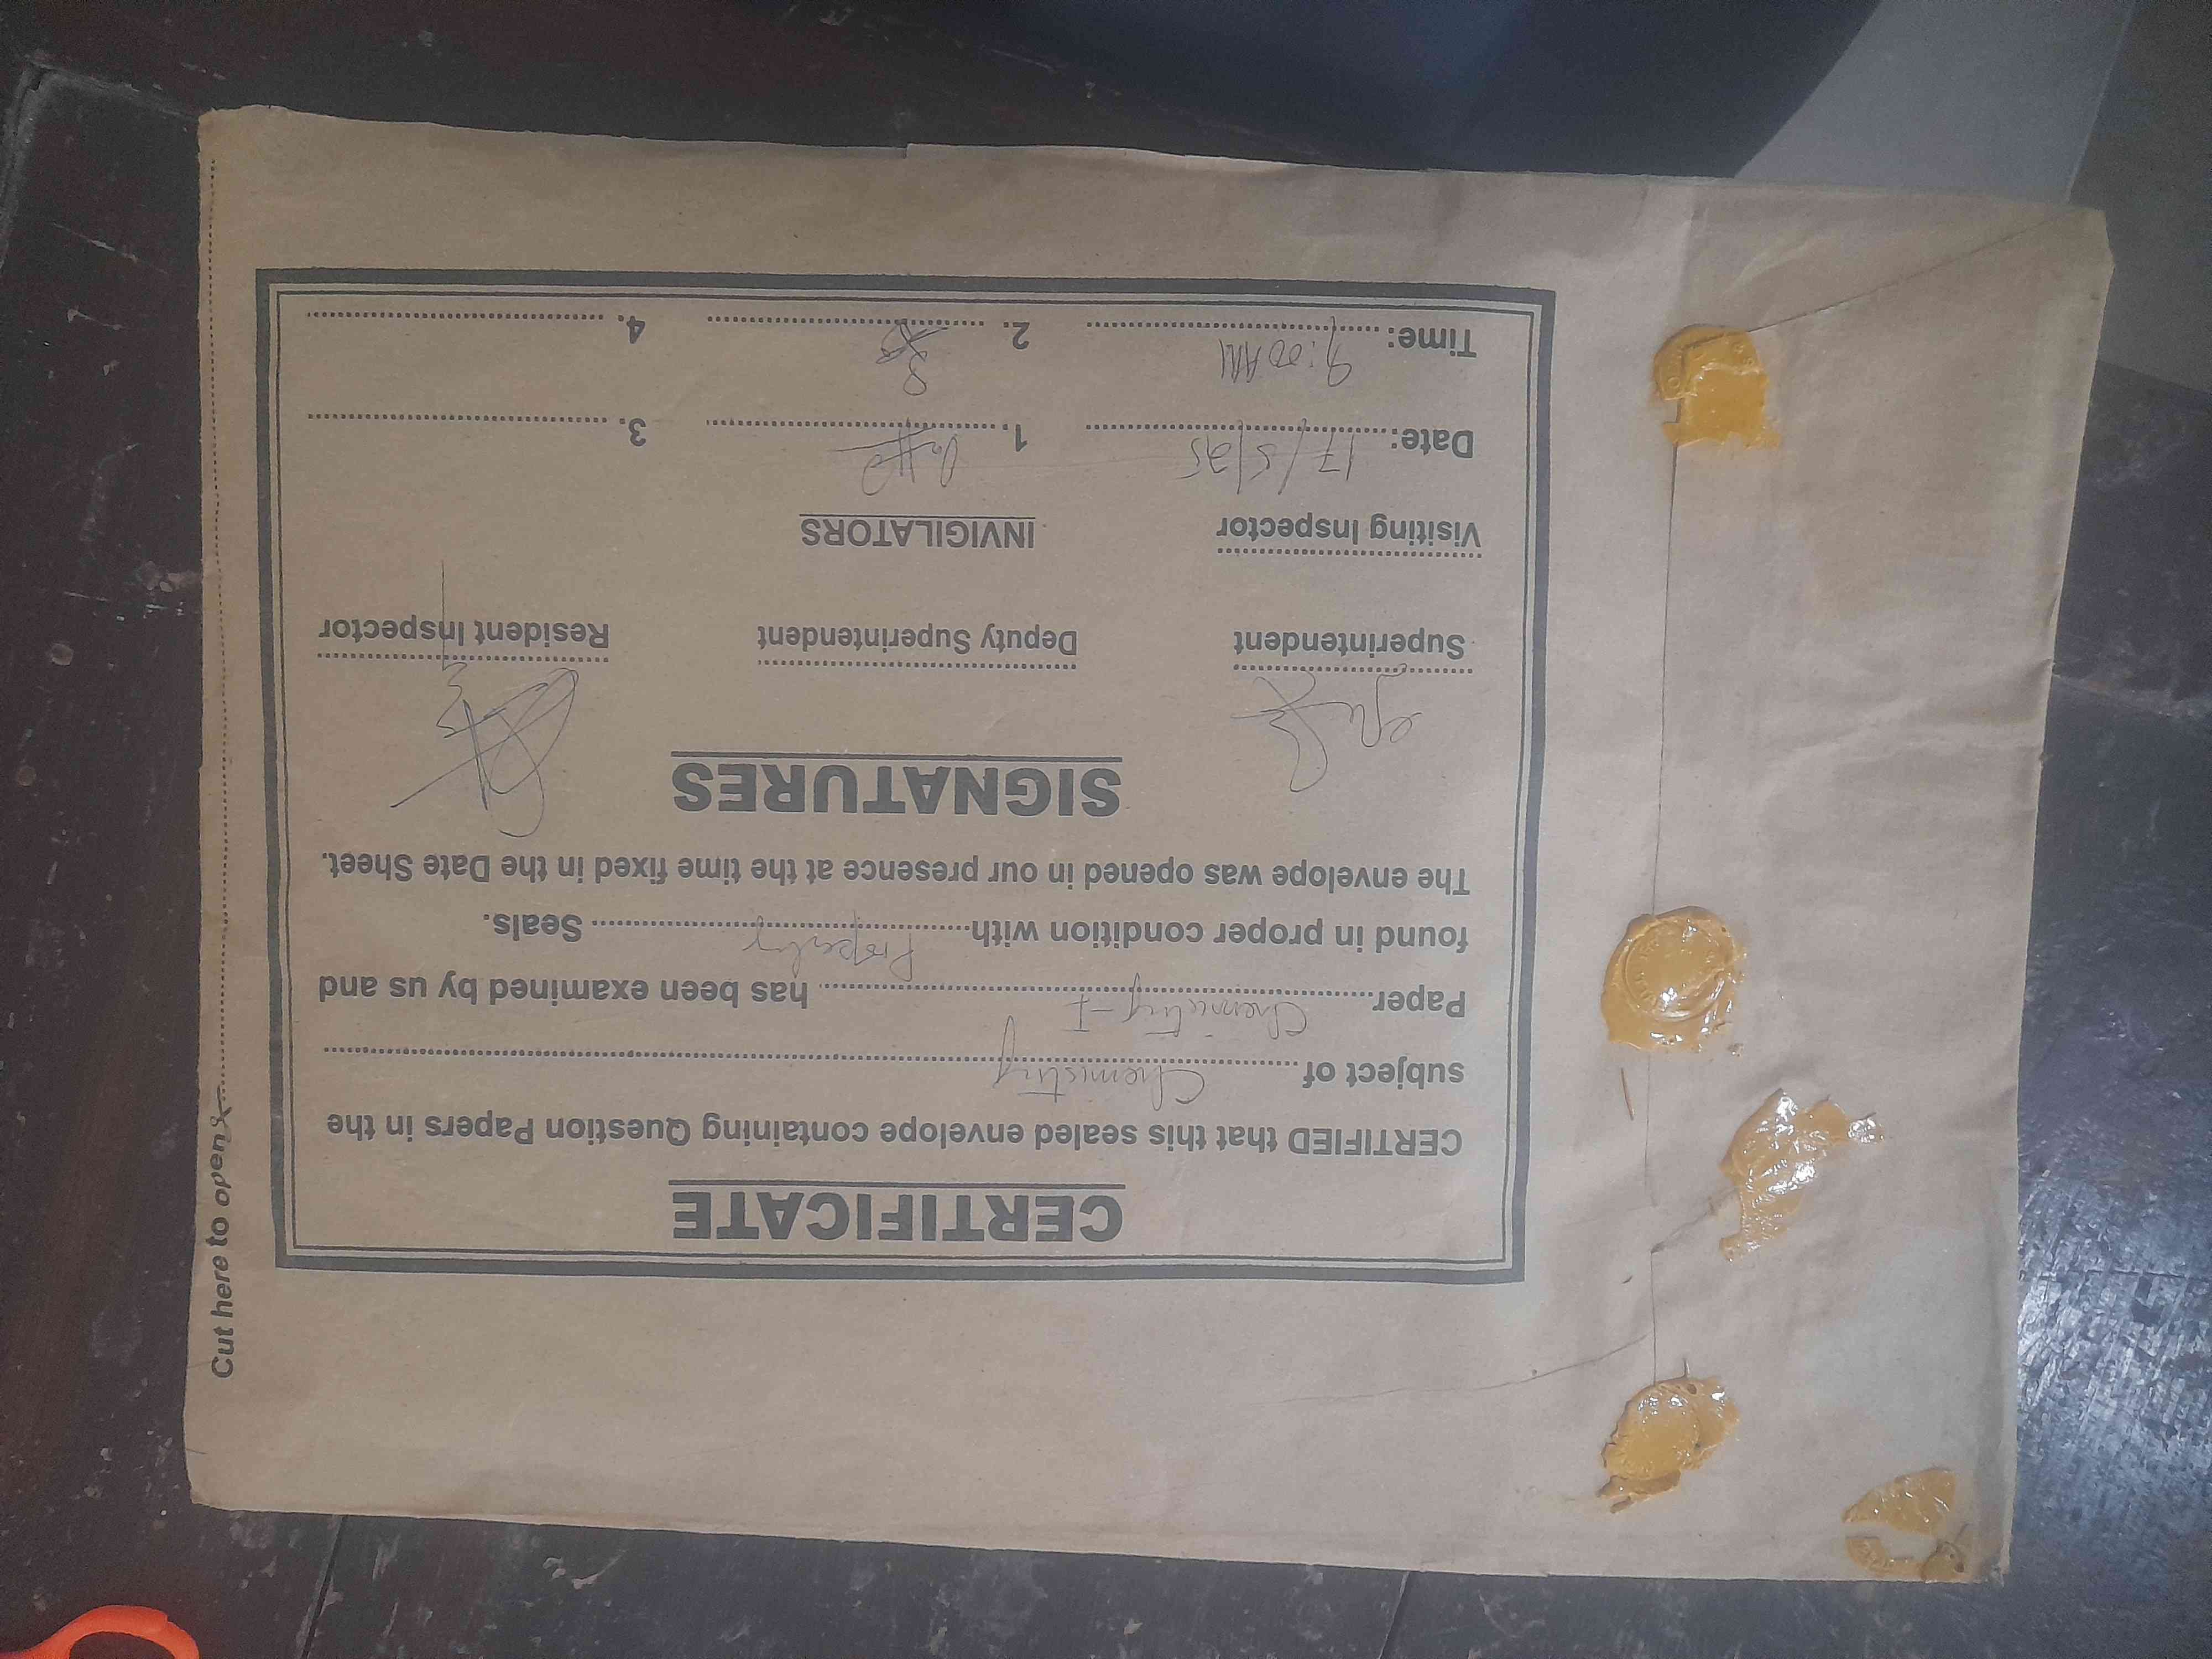 CERTIFICATE
CERTIFIED that this sealed envelope containing Question Papers in the
subject of Chemistry
Paper Chemistry-I has been examined by us and
found in proper condition with Properly Seals.
The envelope was opened in our presence at the time fixed in the Date Sheet.
SIGNATURES
Superintendent Deputy Superintendent Resident Inspector
Visiting Inspector INVIGILATORS
Date: 17/5/25 1. 3.
Time: 9:00 AM 2. 4.
Cut here to open